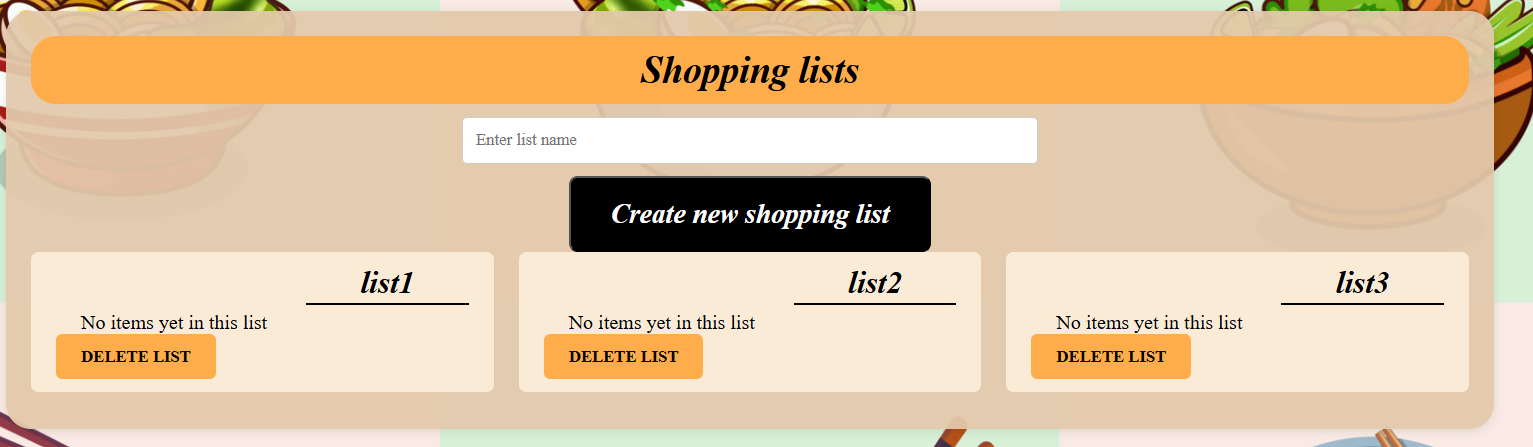 Shopping lists
Enter list name
Create new shopping list
list1
No items yet in this list
DELETE LIST
list2
No items yet in this list
DELETE LIST
list3
No items yet in this list
DELETE LIST